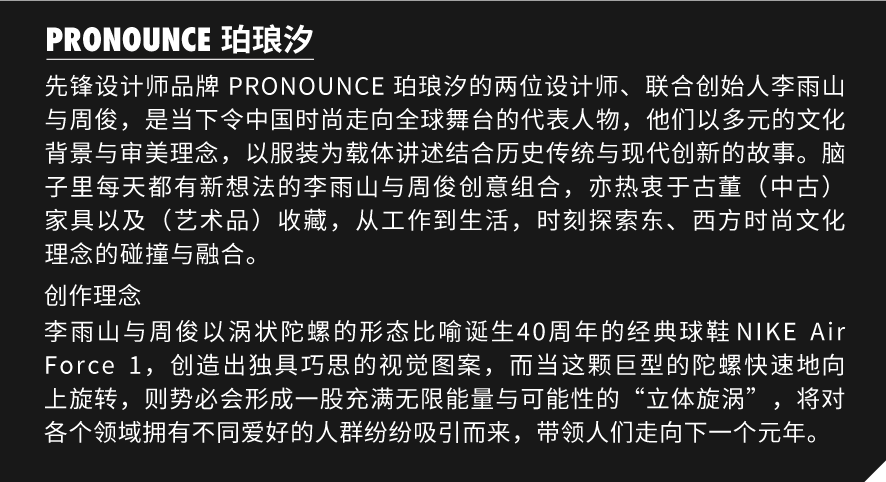 PRONOUNCE 珀琅汐
先锋设计师品牌 PRONOUNCE 珀琅汐的两位设计师、联合创始人李雨山
与周俊，是当下令中国时尚走向全球舞台的代表人物，他们以多元的文化
背景与审美理念，以服装为载体讲述结合历史传统与现代创新的故事。脑
子里每天都有新想法的李雨山与周俊创意组合，亦热衷于古董（中古）
家具以及（艺术品）收藏，从工作到生活，时刻探索东、西方时尚文化
理念的碰撞与融合。
创作理念
李雨山与周俊以涡状陀螺的形态比喻诞生40周年的经典球鞋NIKE Air
Force 1，创造出独具巧思的视觉图案，而当这颗巨型的陀螺快速地向
上旋转，则势必会形成一股充满无限能量与可能性的“立体旋涡”，将对
各个领域拥有不同爱好的人群纷纷吸引而来，带领人们走向下一个元年。